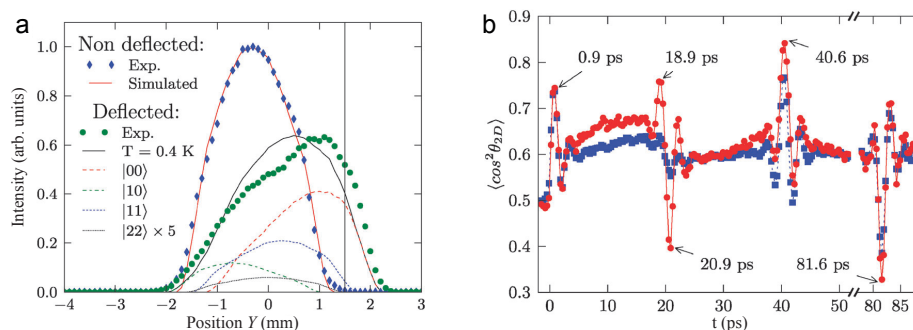 a
Intensity (arb. units)
1.0
0.8
0.6
0.4
0.2
0.0
−4 −3 −2 −1 0 1 2 3
Position Y (mm)
Non deflected:
Exp.
Simulated
Deflected:
Exp.
T = 0.4 K
|00⟩
|10⟩
|11⟩
|22⟩ × 5
b
⟨cos²θ2D⟩
0.9
0.8
0.7
0.6
0.5
0.4
0.3
0 10 20 30 40 50 80 85
t (ps)
0.9 ps
18.9 ps
40.6 ps
20.9 ps
81.6 ps